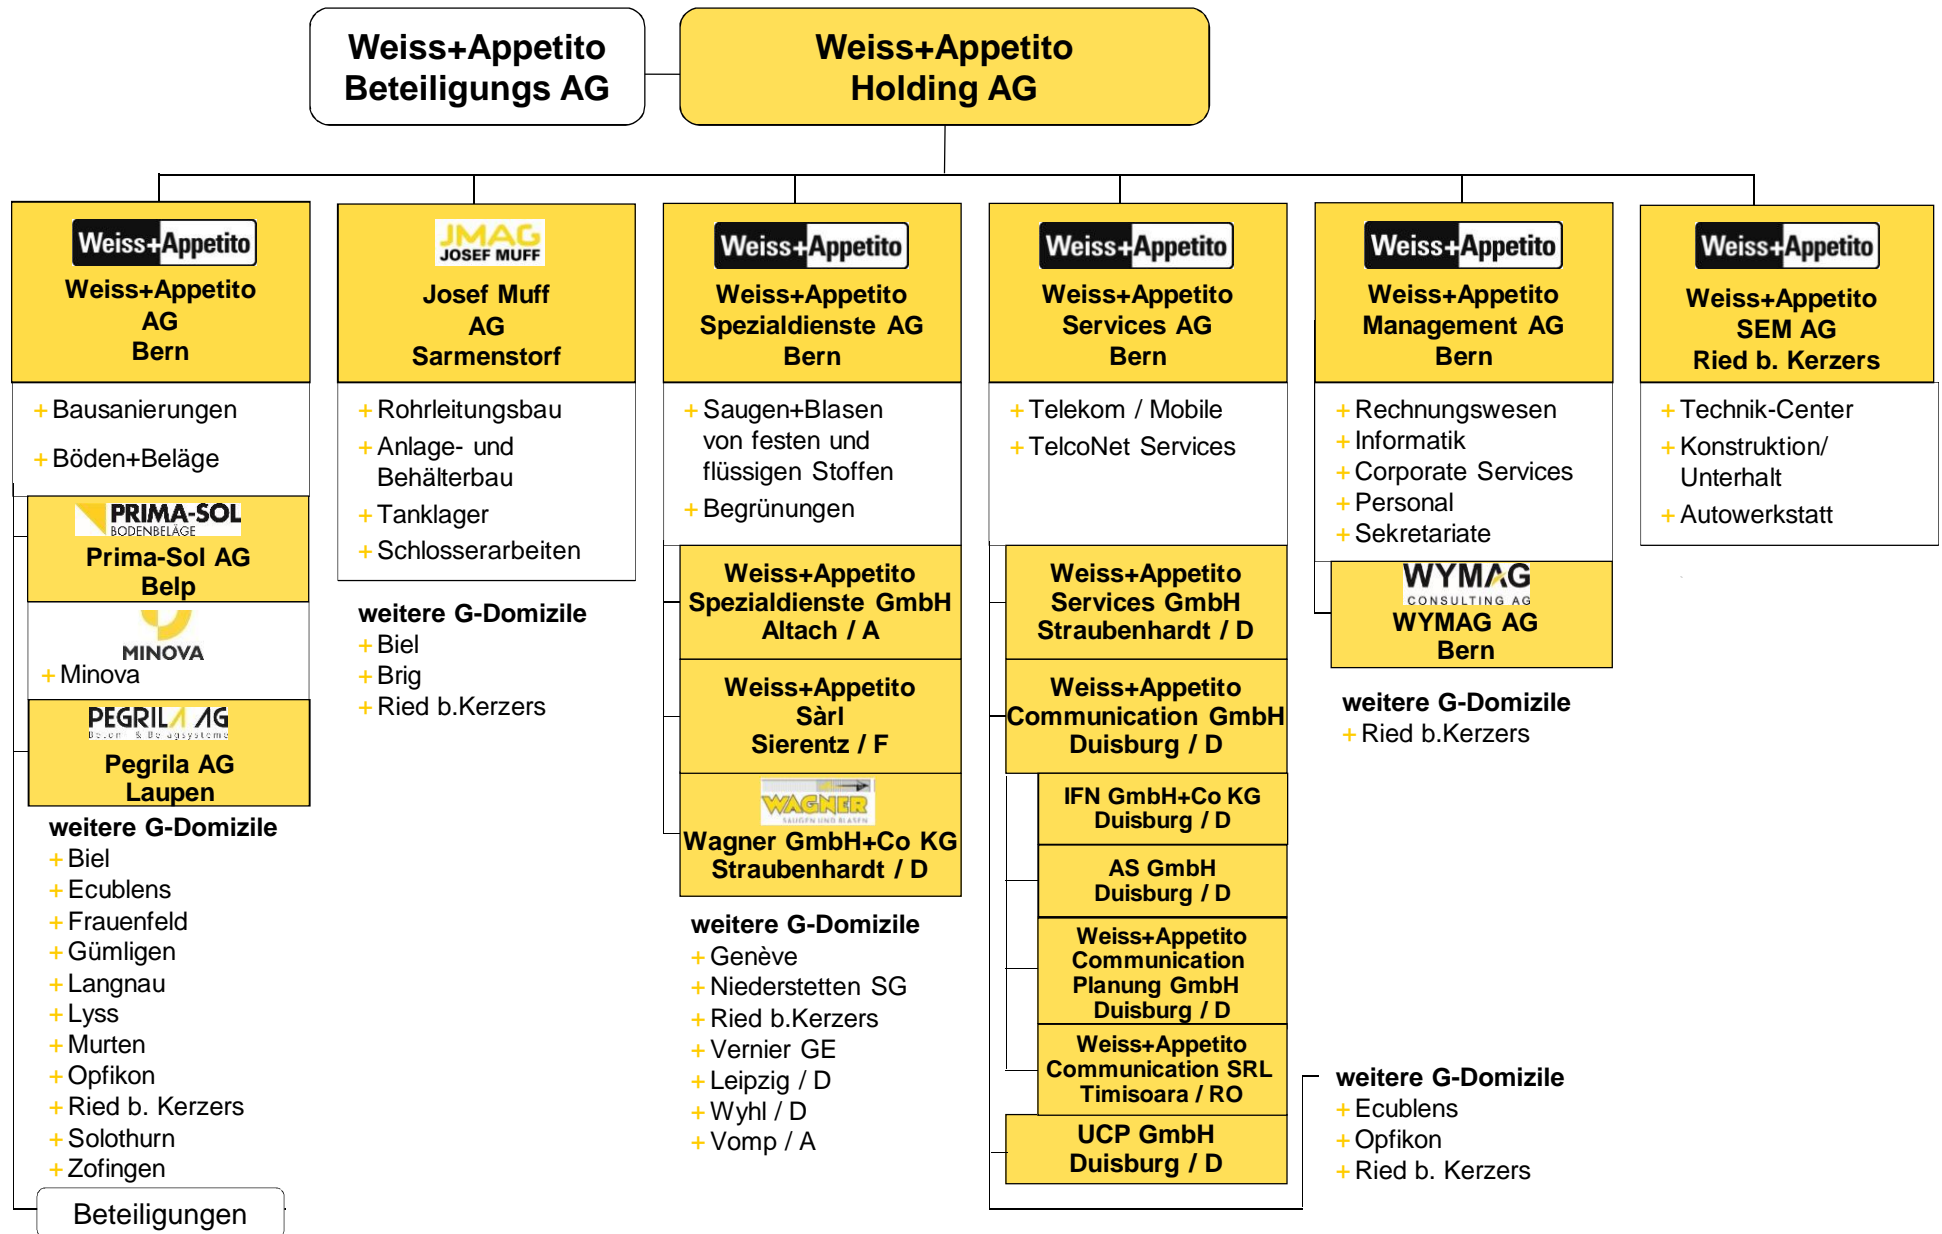 Weiss+Appetito
Beteiligungs AG
Weiss+Appetito
Holding AG
Weiss+Appetito
Weiss+Appetito
AG
Bern
+ Bausanierungen
+ Böden+Beläge
PRIMA-SOL
BODENBELÄGE
Prima-Sol AG
Belp
MINOVA
+ Minova
PEGRILA AG
Beton- & Belagsysteme
Pegrila AG
Laupen
weitere G-Domizile
+ Biel
+ Ecublens
+ Frauenfeld
+ Gümligen
+ Langnau
+ Lyss
+ Murten
+ Opfikon
+ Ried b. Kerzers
+ Solothurn
+ Zofingen
Beteiligungen
JMAG
JOSEF MUFF
Josef Muff
AG
Sarmenstorf
+ Rohrleitungsbau
+ Anlage- und
Behälterbau
+ Tanklager
+ Schlosserarbeiten
weitere G-Domizile
+ Biel
+ Brig
+ Ried b.Kerzers
Weiss+Appetito
Weiss+Appetito
Spezialdienste AG
Bern
+ Saugen+Blasen
von festen und
flüssigen Stoffen
+ Begrünungen
Weiss+Appetito
Spezialdienste GmbH
Altach / A
Weiss+Appetito
Sàrl
Sierentz / F
WAGNER
SAUGEN UND BLASEN
Wagner GmbH+Co KG
Straubenhardt / D
weitere G-Domizile
+ Genève
+ Niederstetten SG
+ Ried b.Kerzers
+ Vernier GE
+ Leipzig / D
+ Wyhl / D
+ Vomp / A
Weiss+Appetito
Weiss+Appetito
Services AG
Bern
+ Telekom / Mobile
+ TelcoNet Services
Weiss+Appetito
Services GmbH
Straubenhardt / D
Weiss+Appetito
Communication GmbH
Duisburg / D
IFN GmbH+Co KG
Duisburg / D
AS GmbH
Duisburg / D
Weiss+Appetito
Communication
Planung GmbH
Duisburg / D
Weiss+Appetito
Communication SRL
Timisoara / RO
UCP GmbH
Duisburg / D
weitere G-Domizile
+ Ecublens
+ Opfikon
+ Ried b. Kerzers
Weiss+Appetito
Weiss+Appetito
Management AG
Bern
+ Rechnungswesen
+ Informatik
+ Corporate Services
+ Personal
+ Sekretariate
WYMAG
CONSULTING AG
WYMAG AG
Bern
weitere G-Domizile
+ Ried b.Kerzers
Weiss+Appetito
Weiss+Appetito
SEM AG
Ried b. Kerzers
+ Technik-Center
+ Konstruktion/
Unterhalt
+ Autowerkstatt